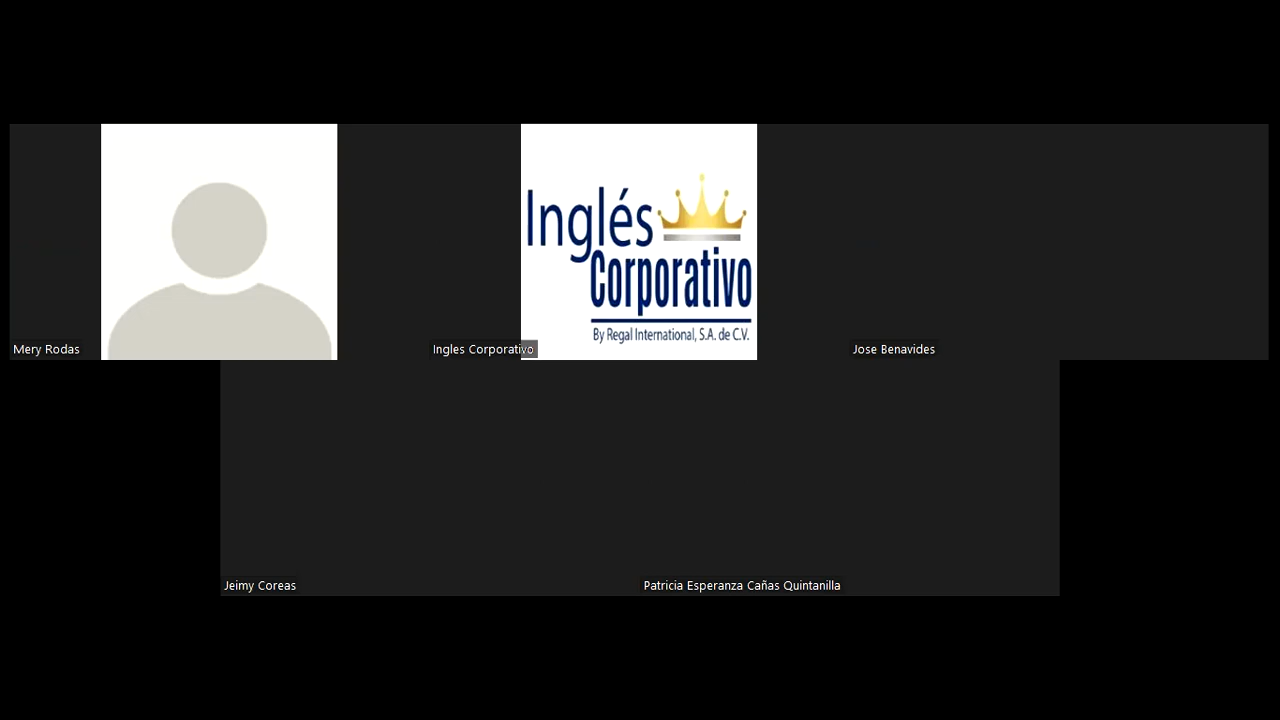 Inglés
Corporativo
By Regal International, S.A. de C.V.
Mery Rodas
Ingles Corporativo
Jose Benavides
Jeimy Coreas
Patricia Esperanza Cañas Quintanilla